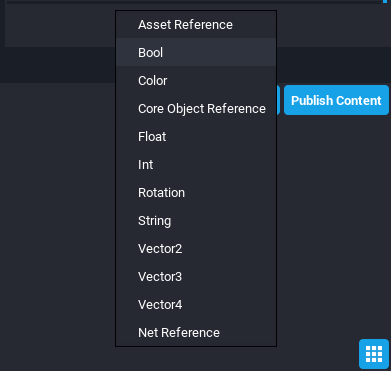 Asset Reference
Bool
Color
Core Object Reference
Publish Content
Float
Int
Rotation
String
Vector2
Vector3
Vector4
Net Reference